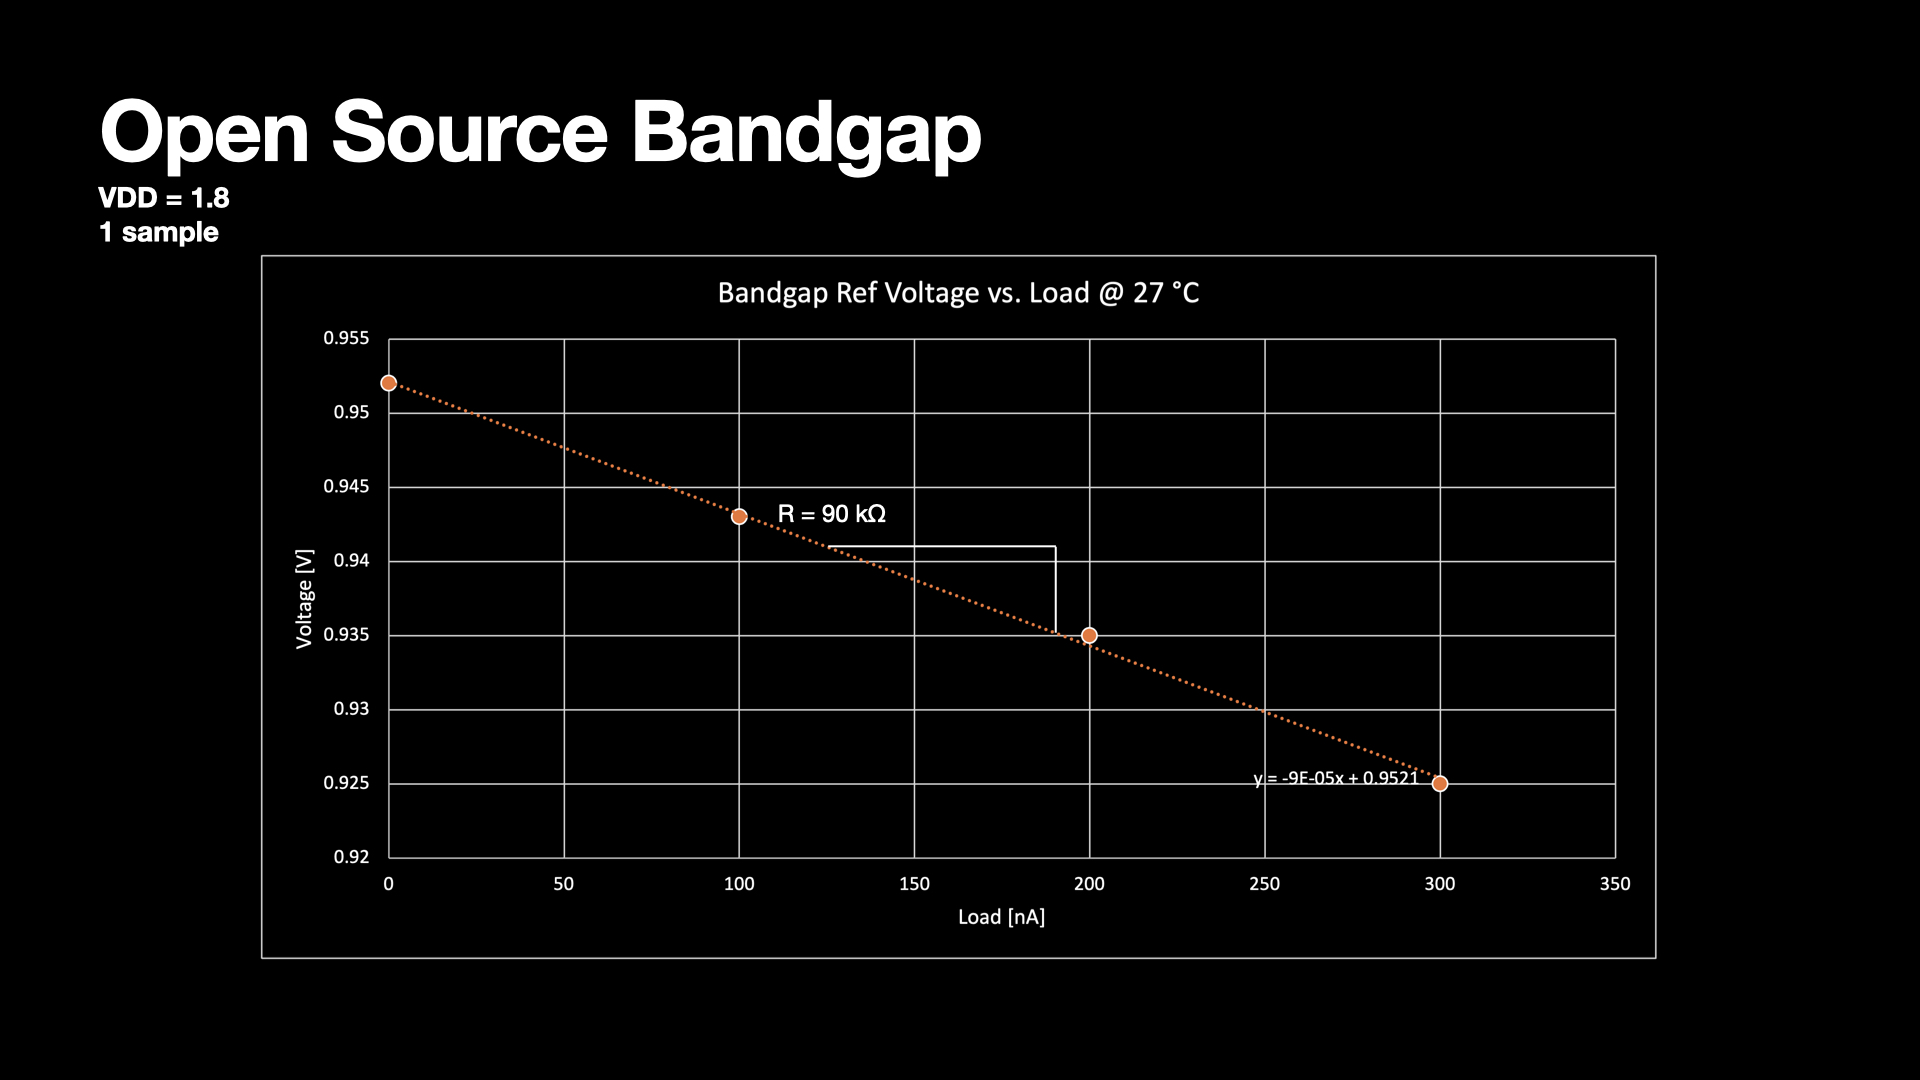 Open Source Bandgap
VDD = 1.8
1 sample
Bandgap Ref Voltage vs. Load @ 27 °C
0.955
0.95
0.945
R = 90 kΩ
0.94
Voltage [V]
0.935
0.93
0.925
y = -9E-05x + 0.9521
0.92
0 50 100 150 200 250 300 350
Load [nA]